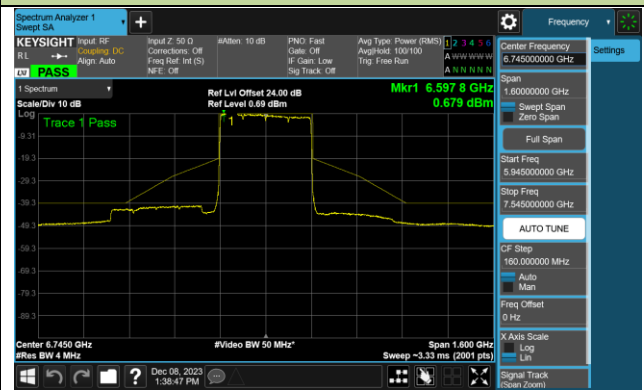 Spectrum Analyzer 1
Swept SA
Frequency
KEYSIGHT
Input: RF
Coupling: DC
Align: Auto
RL
LXI
PASS
Input Z: 50 Ω
Corrections: Off
Freq Ref: Int (S)
NFE: Off
#Atten: 10 dB
PNO: Fast
Gate: Off
IF Gain: Low
Sig Track: Off
Avg Type: Power (RMS)
Avg|Hold: 100/100
Trig: Free Run
1 2 3 4 5 6
A W W W W W
A N N N N N
1 Spectrum
Scale/Div 10 dB
Ref Lvl Offset 24.00 dB
Ref Level 0.69 dBm
Mkr1 6.597 8 GHz
0.679 dBm
Log
Trace 1 Pass
1
-9.31
-19.3
-29.3
-39.3
-49.3
-59.3
-69.3
-79.3
-89.3
Center 6.7450 GHz
#Res BW 4 MHz
#Video BW 50 MHz*
Span 1.600 GHz
Sweep ~3.33 ms (2001 pts)
Dec 08, 2023
1:38:47 PM
?
Center Frequency
6.745000000 GHz
Settings
Span
1.60000000 GHz
Swept Span
Zero Span
Full Span
Start Freq
5.945000000 GHz
Stop Freq
7.545000000 GHz
AUTO TUNE
CF Step
160.000000 MHz
Auto
Man
Freq Offset
0 Hz
X Axis Scale
Log
Lin
Signal Track
(Span Zoom)